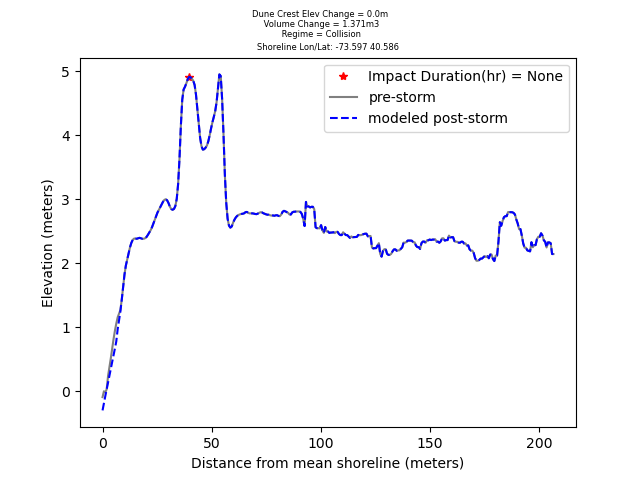 Dune Crest Elev Change = 0.0m
Volume Change = 1.371m3
Regime = Collision
Shoreline Lon/Lat: -73.597 40.586
Impact Duration(hr) = None
pre-storm
modeled post-storm
5
4
3
2
1
0
Elevation (meters)
0 50 100 150 200
Distance from mean shoreline (meters)